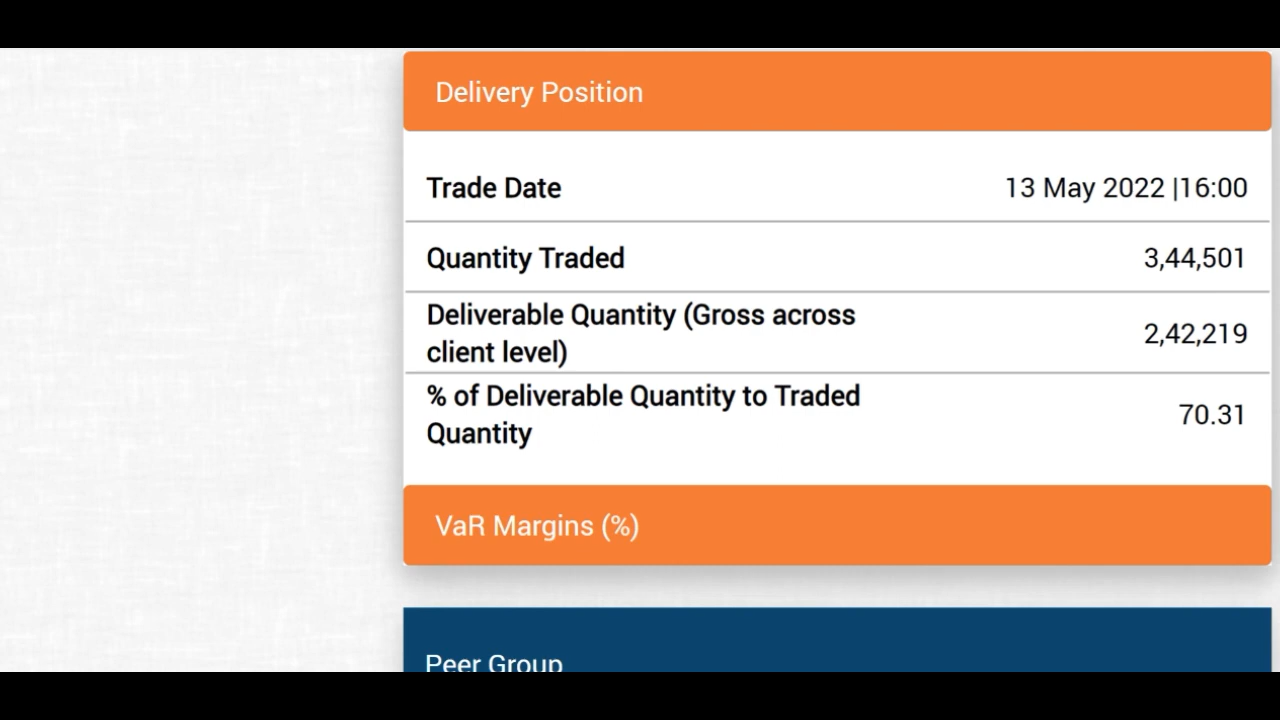 Delivery Position
Trade Date 13 May 2022 |16:00
Quantity Traded 3,44,501
Deliverable Quantity (Gross across
client level) 2,42,219
% of Deliverable Quantity to Traded
Quantity 70.31
VaR Margins (%)
Peer Group